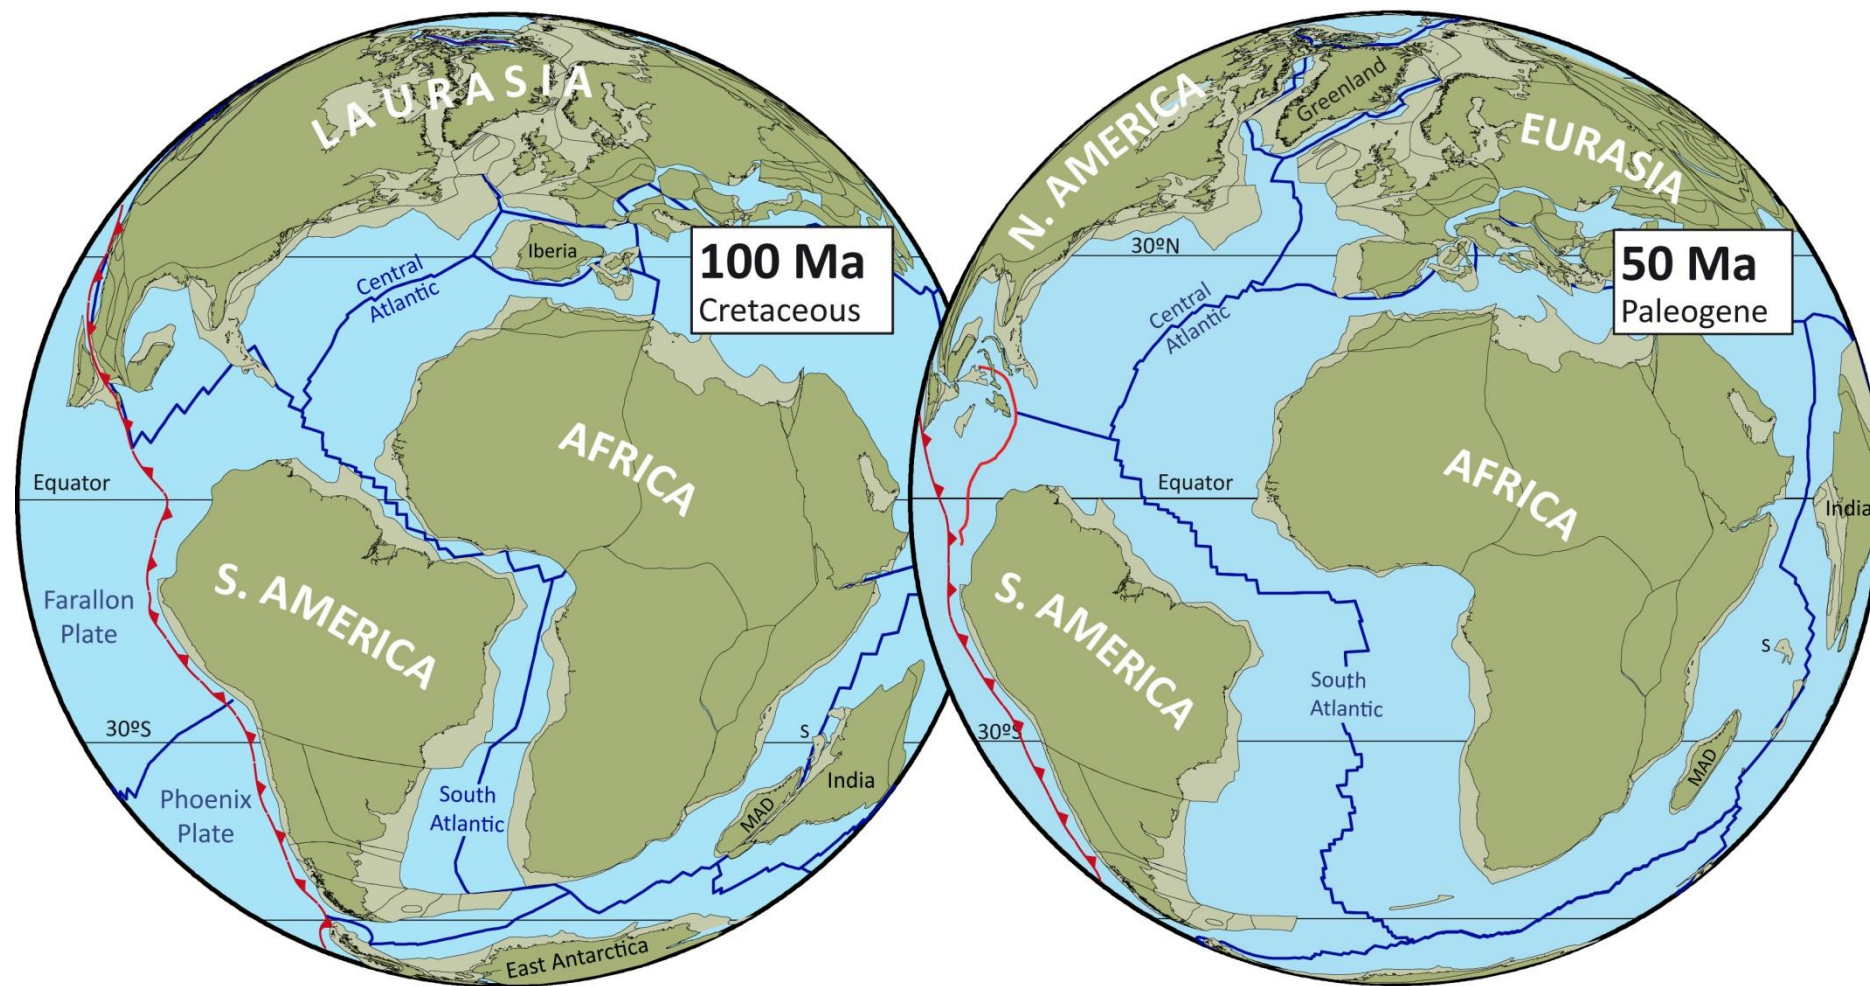 LAURASIA
Iberia
100 Ma
Cretaceous
Central
Atlantic
AFRICA
Equator
S. AMERICA
Farallon
Plate
30ºS
S
India
MAD
Phoenix
Plate
South
Atlantic
East Antarctica
Greenland
N. AMERICA
EURASIA
30ºN
50 Ma
Paleogene
Central
Atlantic
AFRICA
Equator
India
S. AMERICA
S
South
Atlantic
30ºS
MAD